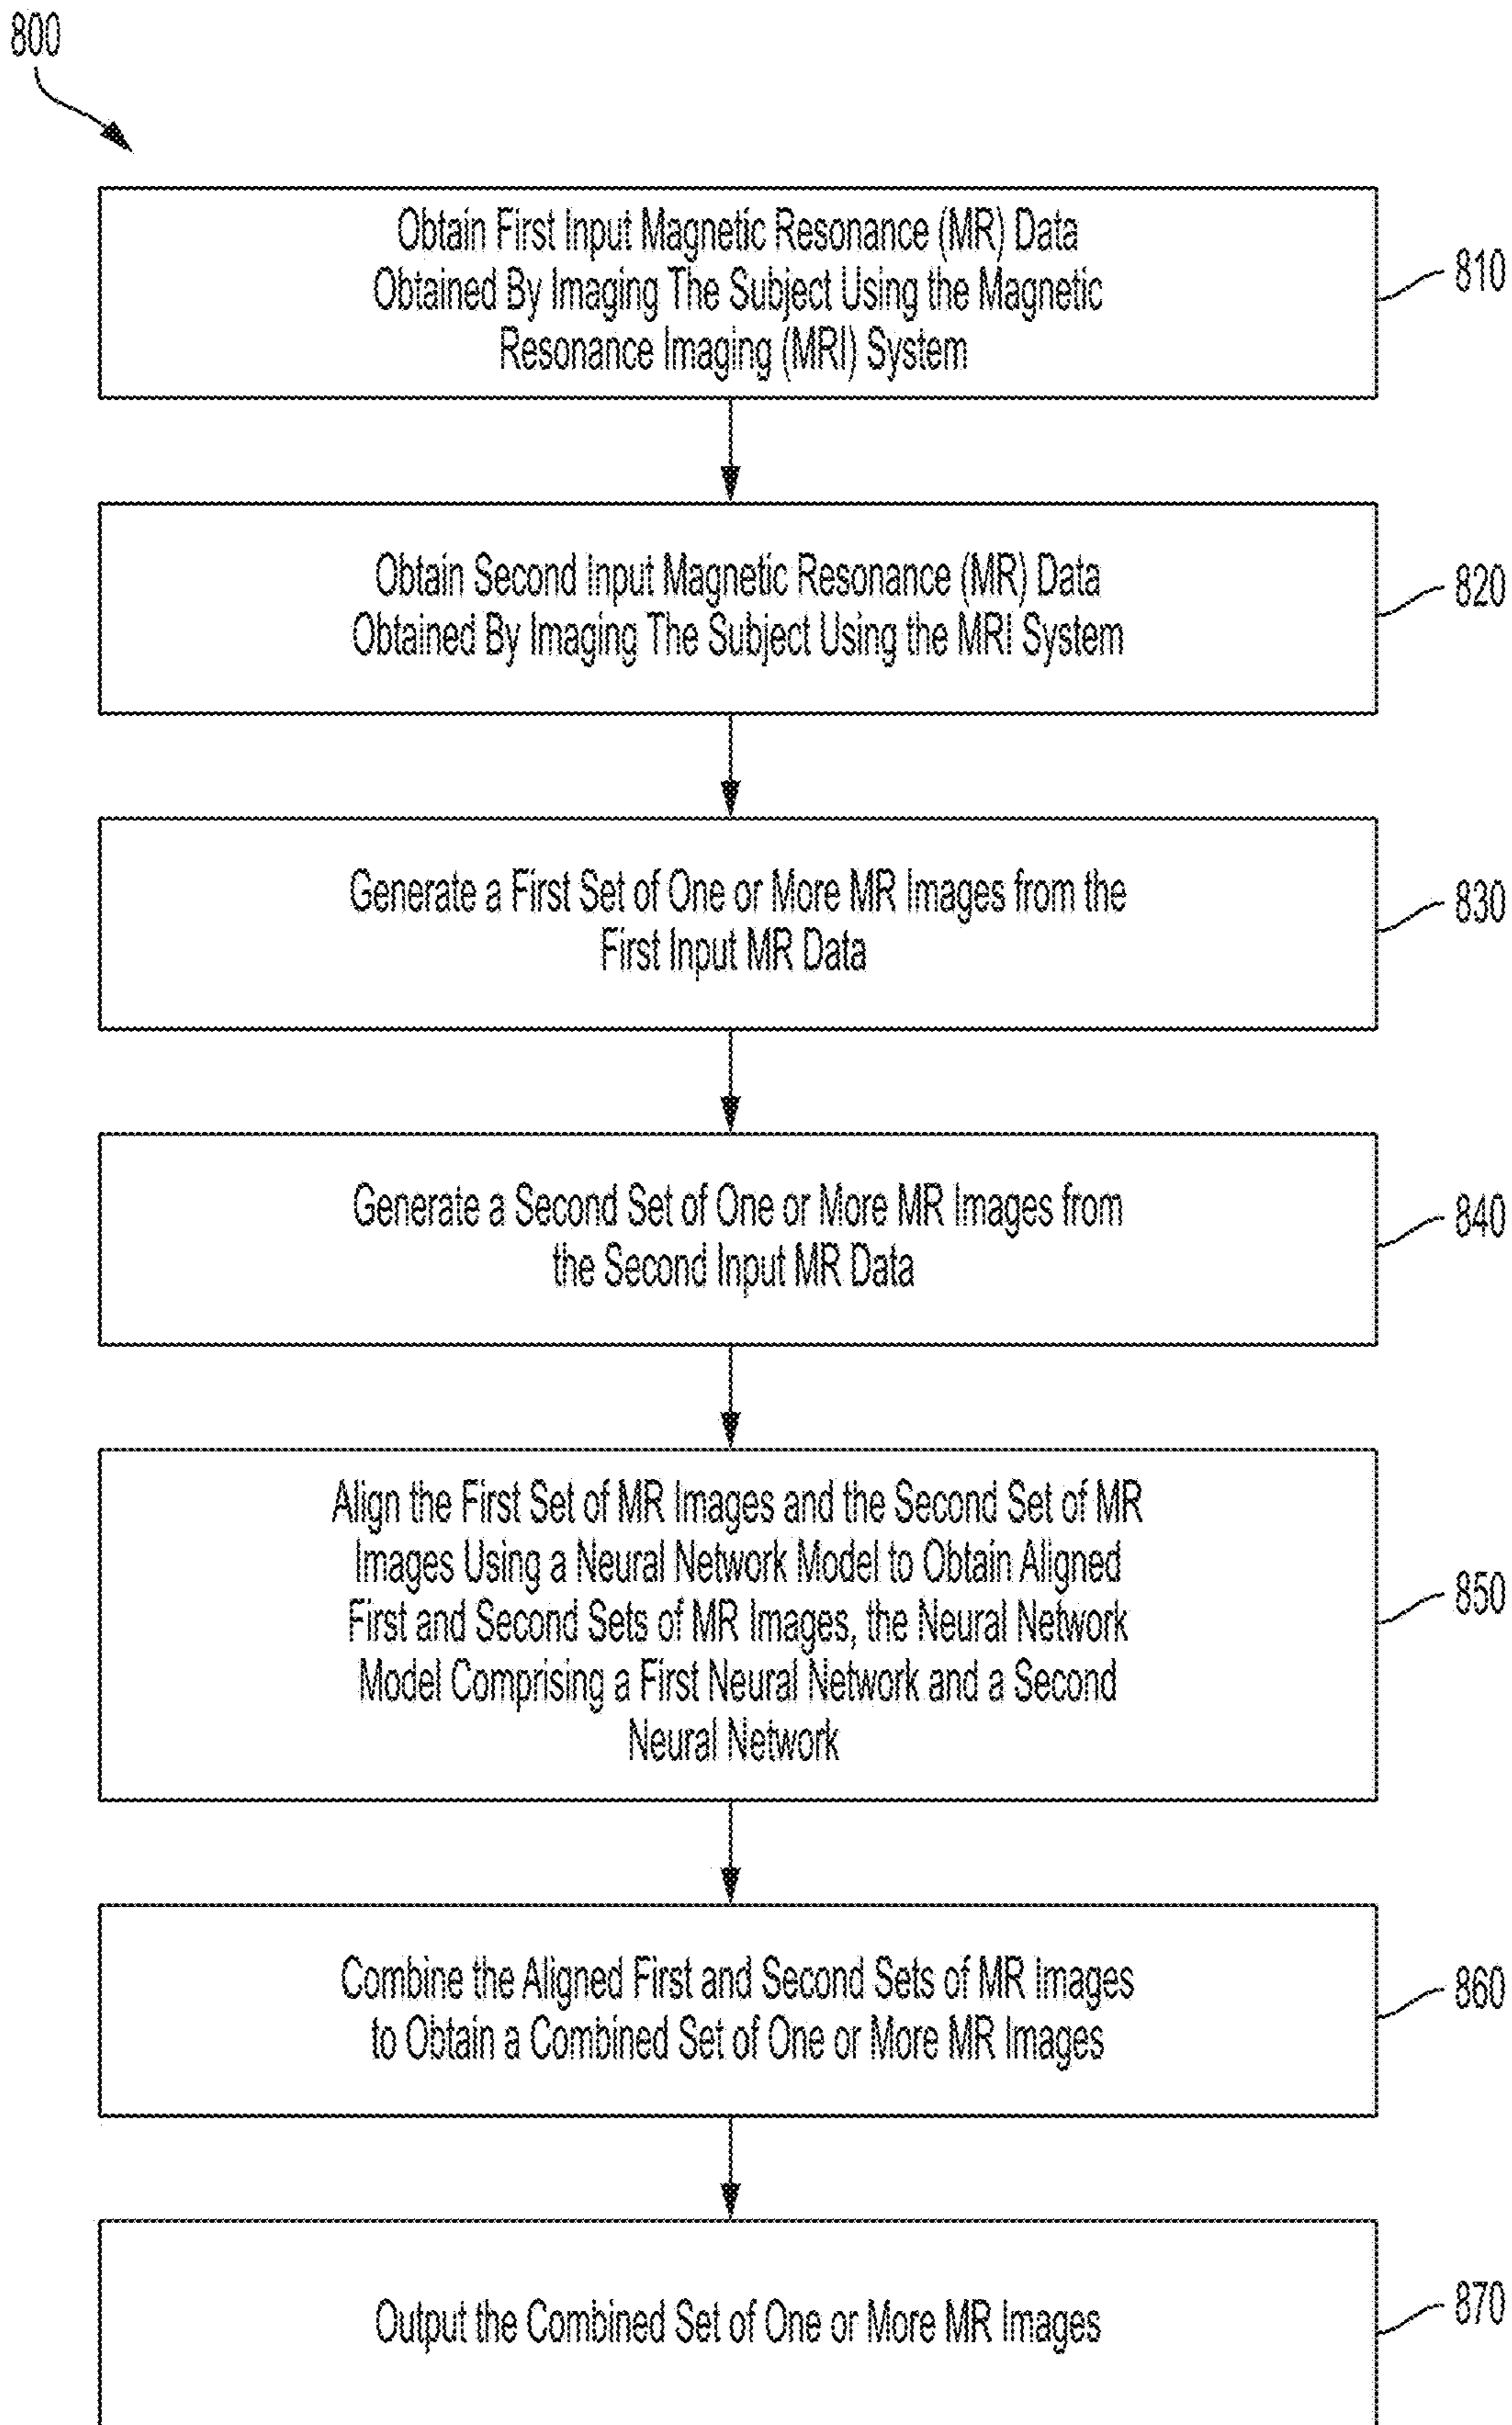 800
Obtain First Input Magnetic Resonance (MR) Data
Obtained By Imaging The Subject Using the Magnetic
Resonance Imaging (MRI) System
810
Obtain Second Input Magnetic Resonance (MR) Data
Obtained By Imaging The Subject Using the MRI System
820
Generate a First Set of One or More MR Images from the
First Input MR Data
830
Generate a Second Set of One or More MR Images from
the Second Input MR Data
840
Align the First Set of MR Images and the Second Set of MR
Images Using a Neural Network Model to Obtain Aligned
First and Second Sets of MR Images, the Neural Network
Model Comprising a First Neural Network and a Second
Neural Network
850
Combine the Aligned First and Second Sets of MR Images
to Obtain a Combined Set of One or More MR Images
860
Output the Combined Set of One or More MR Images
870